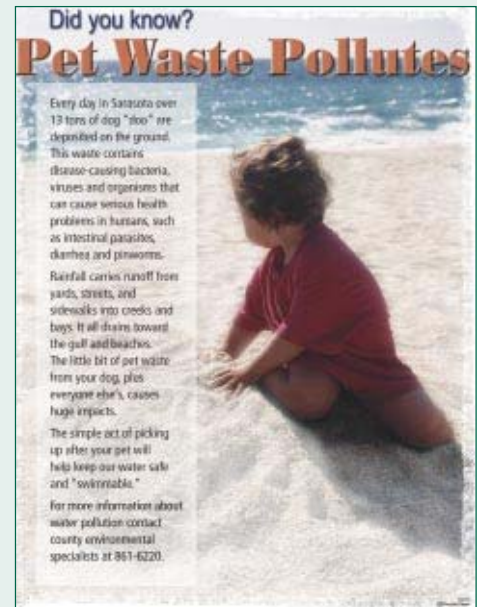 Did you know?
Pet Waste Pollutes
Every day in Sarasota over
13 tons of dog "doo" are
deposited on the ground.
This waste contains
disease-causing bacteria,
viruses and organisms that
can cause serious health
problems in humans, such
as intestinal parasites,
diarrhea and pinworms.
Rainfall carries runoff from
yards, streets, and
sidewalks into creeks and
bays. It all drains toward
the gulf and beaches.
The little bit of pet waste
from your dog, plus
everyone else's, causes
huge impacts.
The simple act of picking
up after your pet will
help keep our water safe
and "swimmable."
For more information about
water pollution contact
county environmental
specialists at 861-6220.